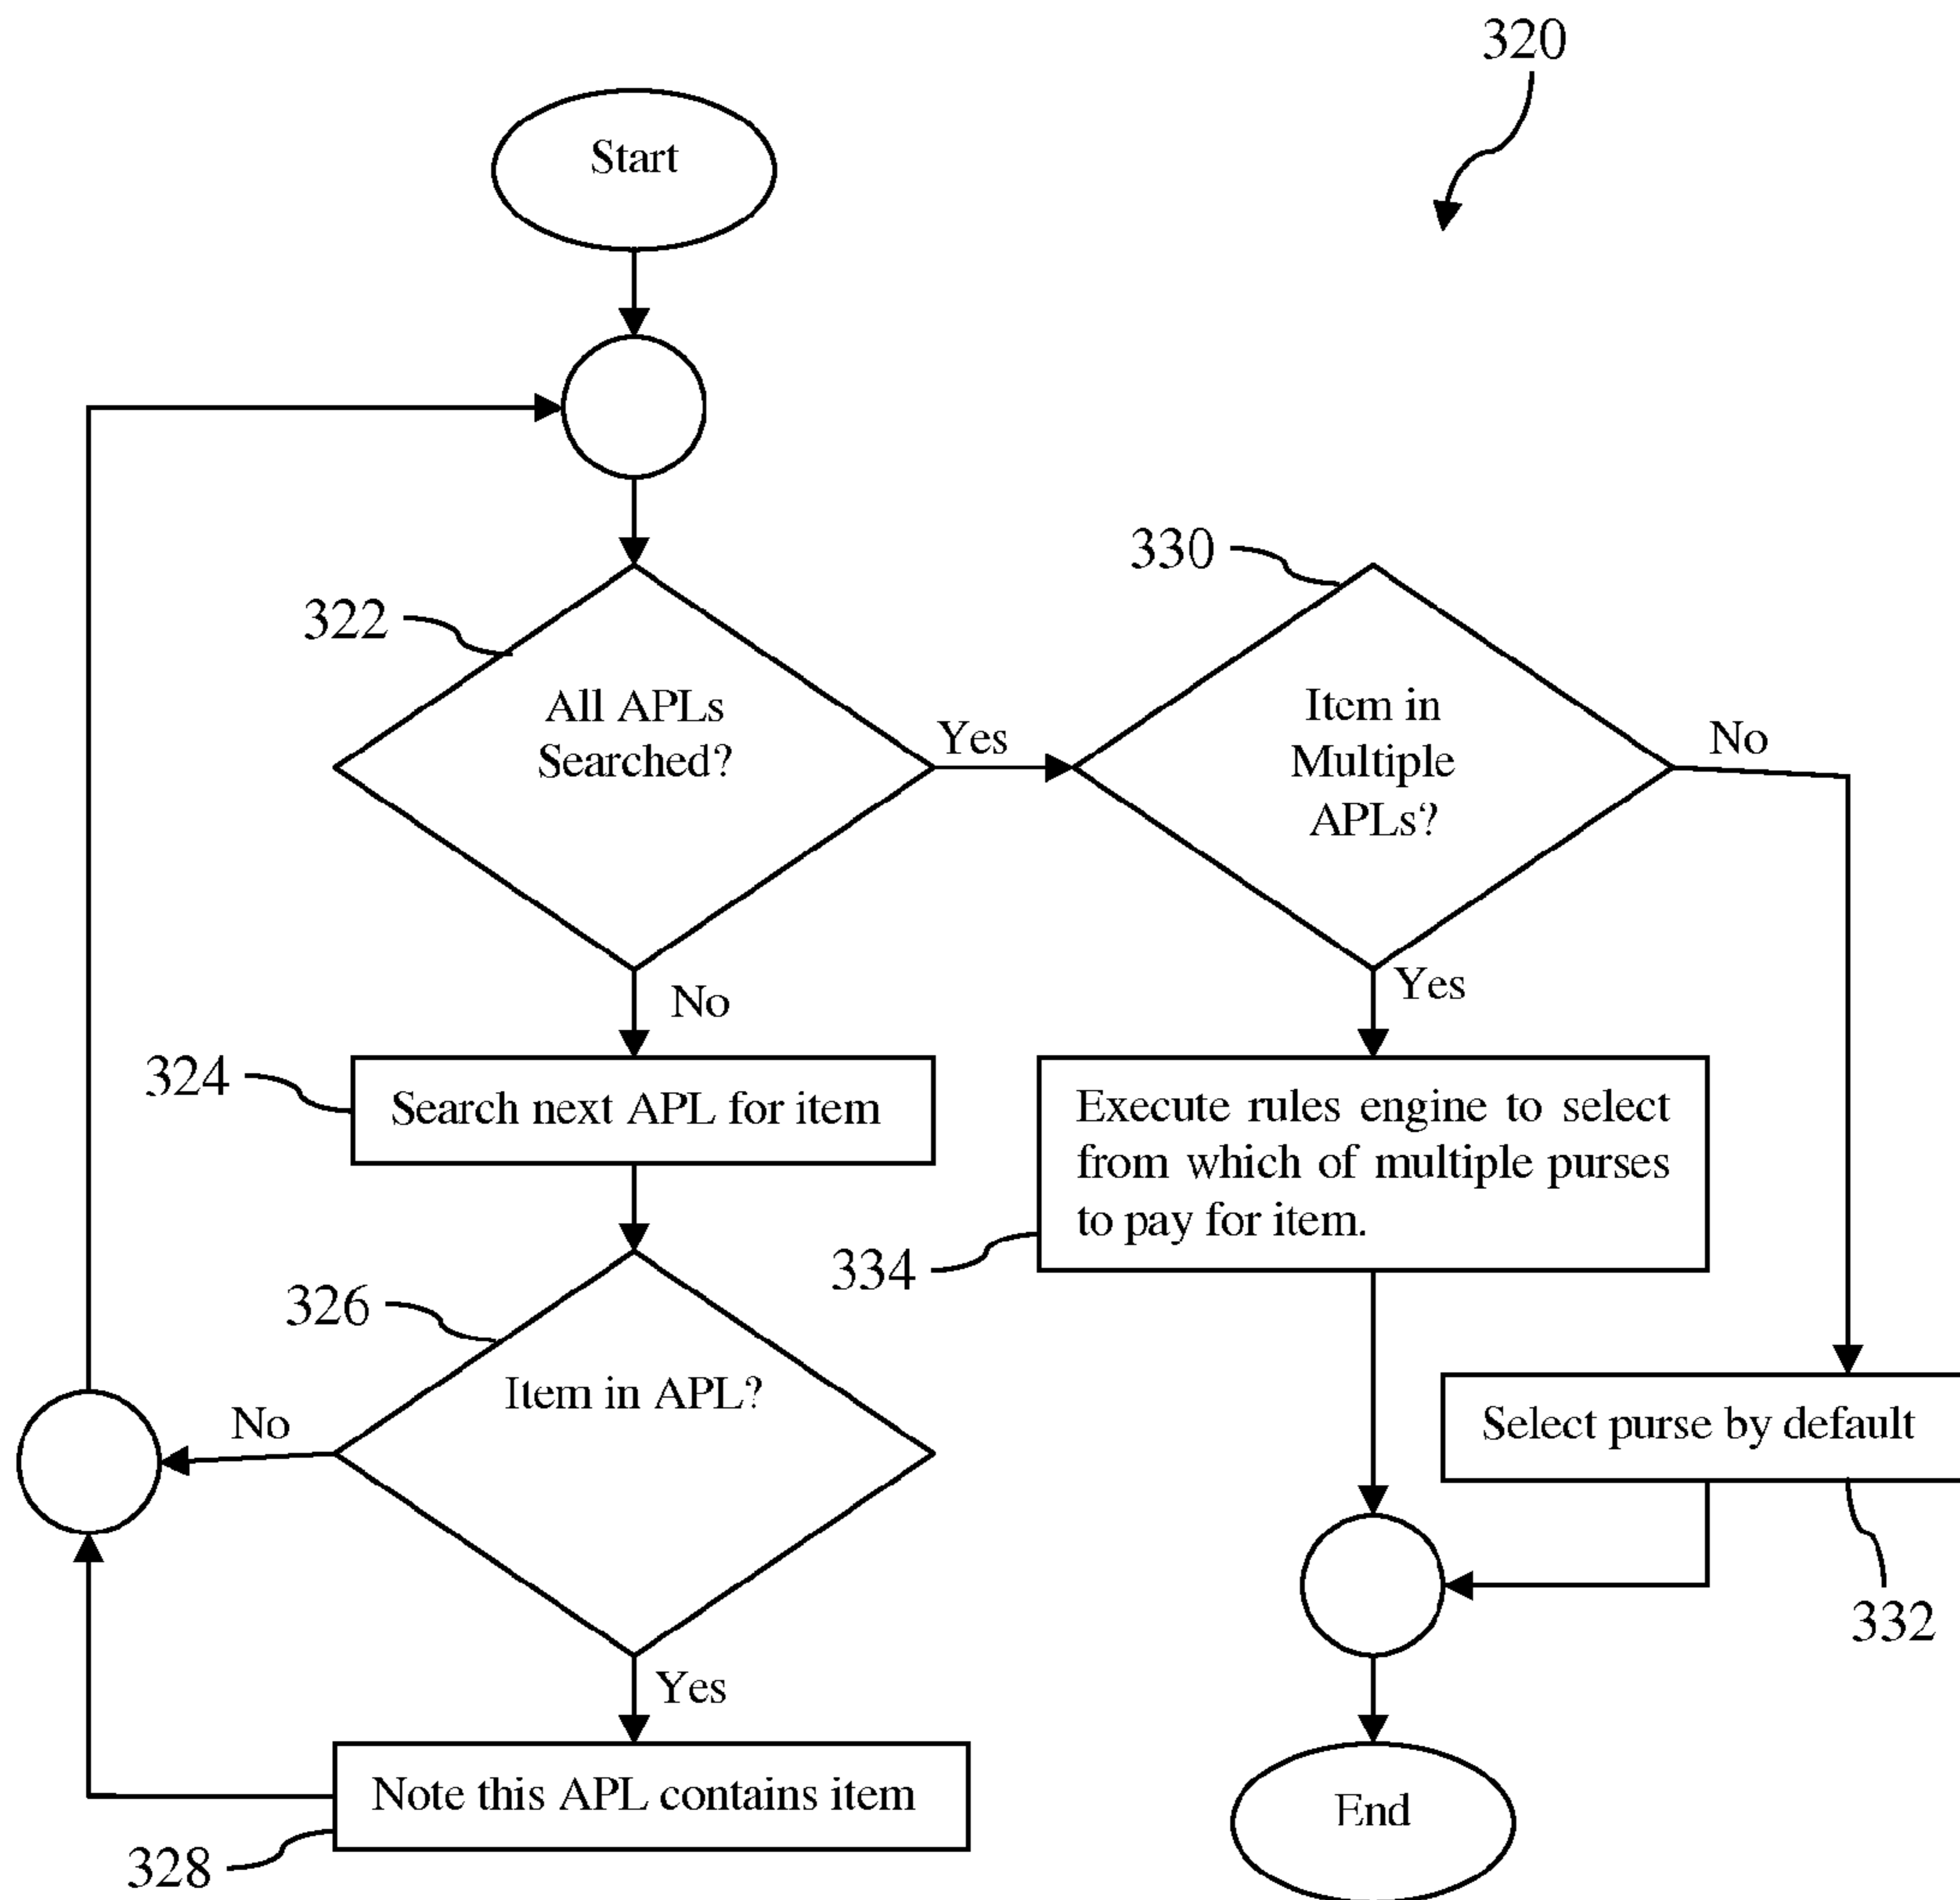 320
Start
322
All APLs
Searched?
Yes
No
330
Item in
Multiple
APLs?
No
Yes
324
Search next APL for item
334
Execute rules engine to select
from which of multiple purses
to pay for item.
326
Item in APL?
No
Yes
Select purse by default
332
328
Note this APL contains item
End